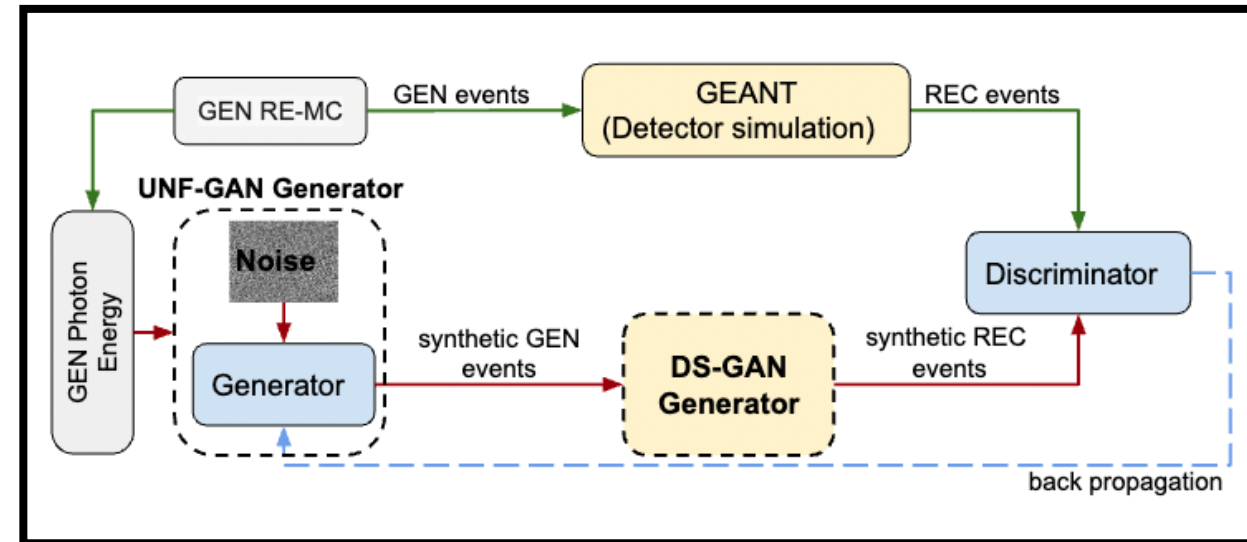 GEN RE-MC
GEN events
GEANT
(Detector simulation)
REC events
UNF-GAN Generator
GEN Photon
Energy
Noise
Generator
synthetic GEN
events
DS-GAN
Generator
synthetic REC
events
Discriminator
back propagation